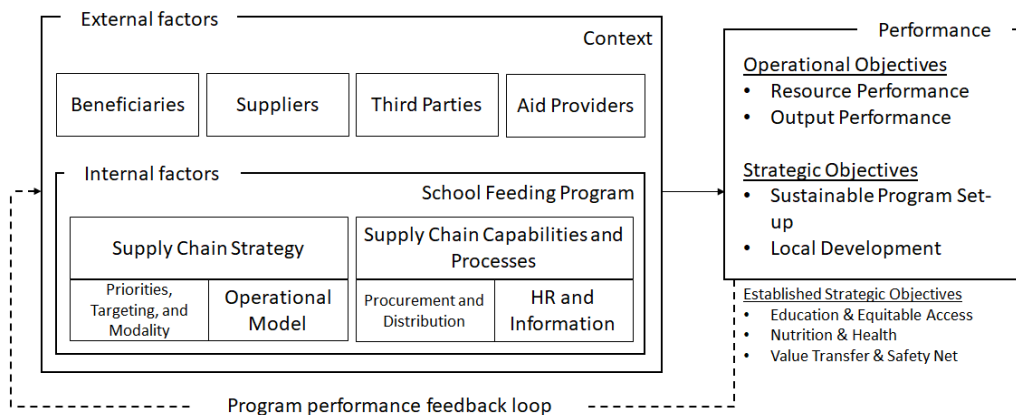 External factors
Context
Beneficiaries
Suppliers
Third Parties
Aid Providers
Internal factors
School Feeding Program
Supply Chain Strategy
Supply Chain Capabilities and
Processes
Priorities,
Targeting, and
Modality
Operational
Model
Procurement and
Distribution
HR and
Information
Performance
Operational Objectives
• Resource Performance
• Output Performance
Strategic Objectives
• Sustainable Program Set-
up
• Local Development
Established Strategic Objectives
• Education & Equitable Access
• Nutrition & Health
• Value Transfer & Safety Net
Program performance feedback loop